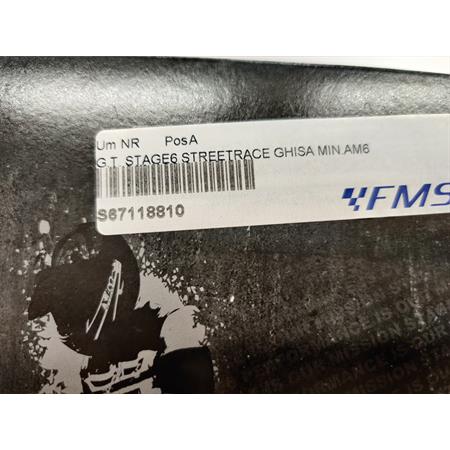 Um NR PosA
G.T. STAGE6 STREETRACE GHISA MIN.AM6
S67118810
FMS